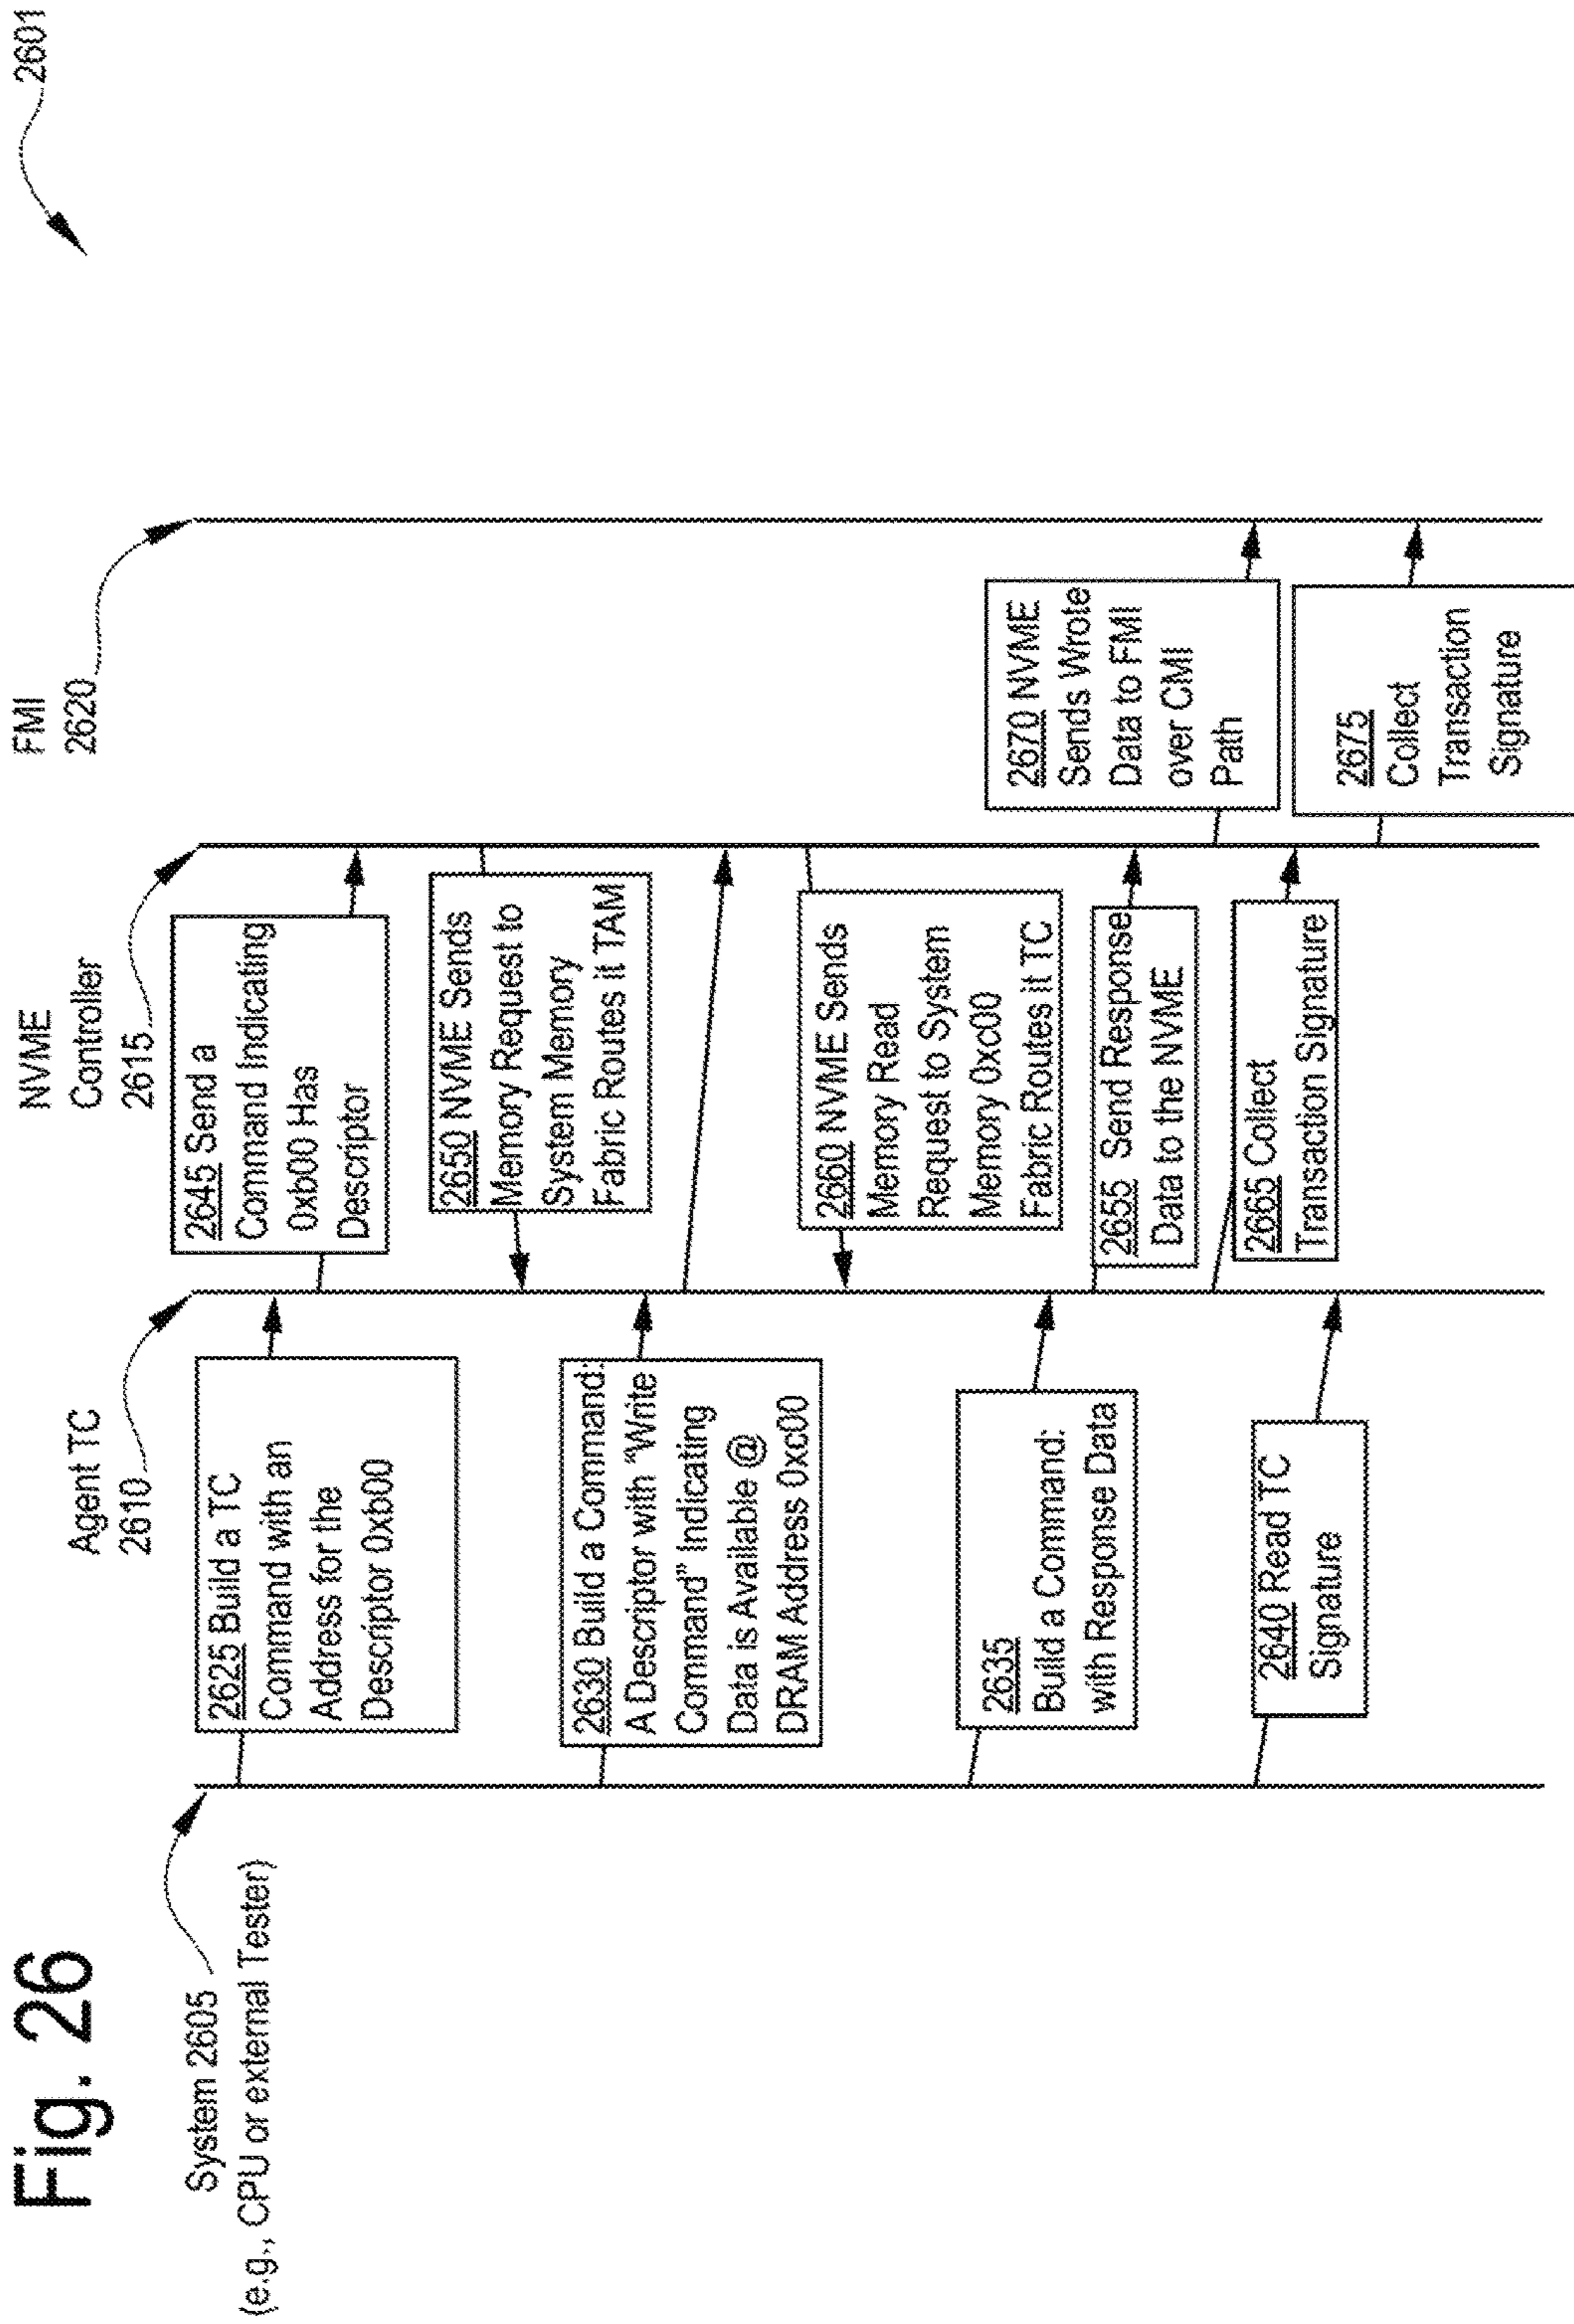 Fig. 26
2601
System 2605
(e.g., CPU or external Tester)
Agent TC
2610
NVME
Controller
2615
FMI
2620
2625 Build a TC
Command with an
Address for the
Descriptor 0xb00
2630 Build a Command:
A Descriptor with "Write
Command" Indicating
Data is Available @
DRAM Address 0xc00
2635
Build a Command:
with Response Data
2640 Read TC
Signature
2645 Send a
Command Indicating
0xb00 Has
Descriptor
2650 NVME Sends
Memory Request to
System Memory
Fabric Routes it TAM
2660 NVME Sends
Memory Read
Request to System
Memory 0xc00
Fabric Routes it TC
2655 Send Response
Data to the NVME
2665 Collect
Transaction Signature
2670 NVME
Sends Wrote
Data to FMI
over CMI
Path
2675
Collect
Transaction
Signature